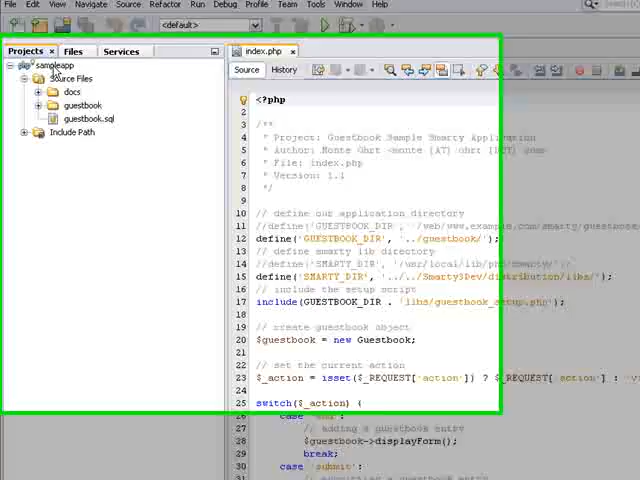 File Edit View Navigate Source Refactor Run Debug Profile Team Tools Window Help
<default>
Projects × Files Services
index.php ×
sampleapp
Source Files
docs
guestbook
guestbook.sql
Include Path
Source History
<?php
2
3 /**
4 * Project: Guestbook Sample Smarty Application
5 * Author: Monte Ohrt <monte [AT] ohrt [DOT] com>
6 * File: index.php
7 * Version: 1.1
8 */
9
10 // define our application directory
11 //define('GUESTBOOK_DIR', '/web/www.example.com/smarty/guestbook
12 define('GUESTBOOK_DIR', '../guestbook/');
13 // define smarty lib directory
14 //define('SMARTY_DIR', '/usr/local/lib/php/Smarty/');
15 define('SMARTY_DIR', '../../Smarty3Dev/distribution/libs/');
16 // include the setup script
17 include(GUESTBOOK_DIR . 'libs/guestbook_setup.php');
18
19 // create guestbook object
20 $guestbook = new Guestbook;
21
22 // set the current action
23 $_action = isset($_REQUEST['action']) ? $_REQUEST['action'] : 'v
24
25 switch($_action) {
26 case 'add':
27 // adding a guestbook entry
28 $guestbook->displayForm();
29 break;
30 case 'submit':
31 // submitting a guestbook entry